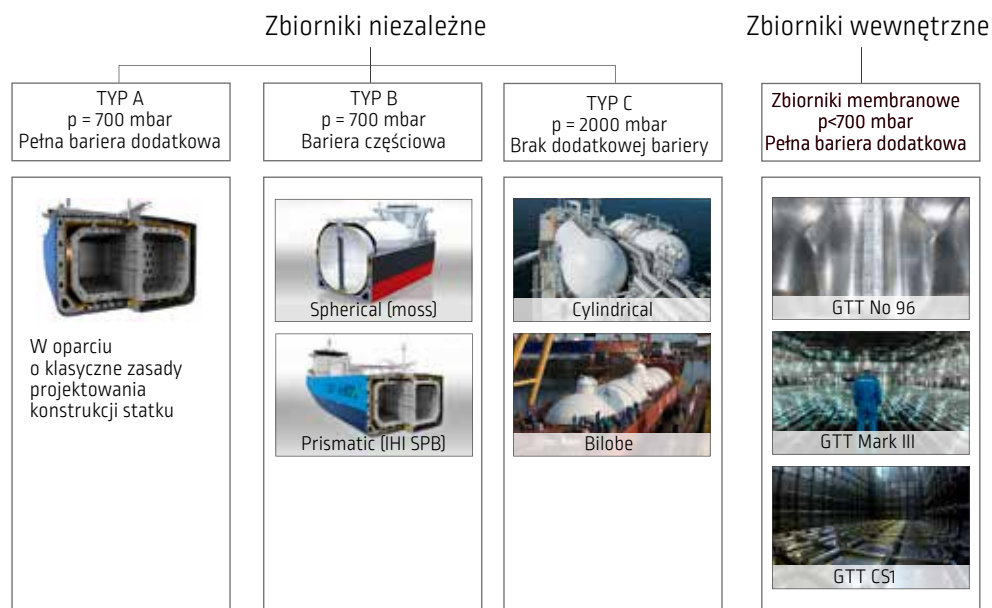 Zbiorniki niezależne
Zbiorniki wewnętrzne
TYP A
p = 700 mbar
Pełna bariera dodatkowa
TYP B
p = 700 mbar
Bariera częściowa
TYP C
p = 2000 mbar
Brak dodatkowej bariery
Zbiorniki membranowe
p<700 mbar
Pełna bariera dodatkowa
W oparciu
o klasyczne zasady
projektowania
konstrukcji statku
Spherical (moss)
Prismatic (IHI SPB)
Cylindrical
Bilobe
GTT No 96
GTT Mark III
GTT CS1